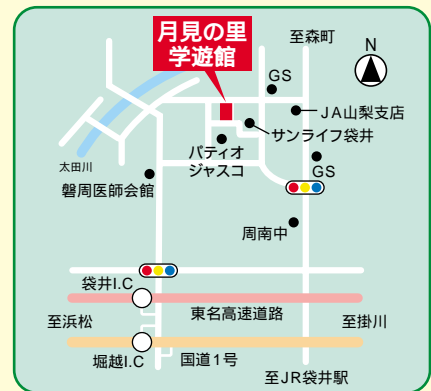 月見の里
学遊館
至森町
N
GS
JA山梨支店
サンライフ袋井
パティオ
ジャスコ
GS
太田川
磐周医師会館
周南中
袋井I.C
東名高速道路
至浜松
至掛川
堀越I.C
国道1号
至JR袋井駅